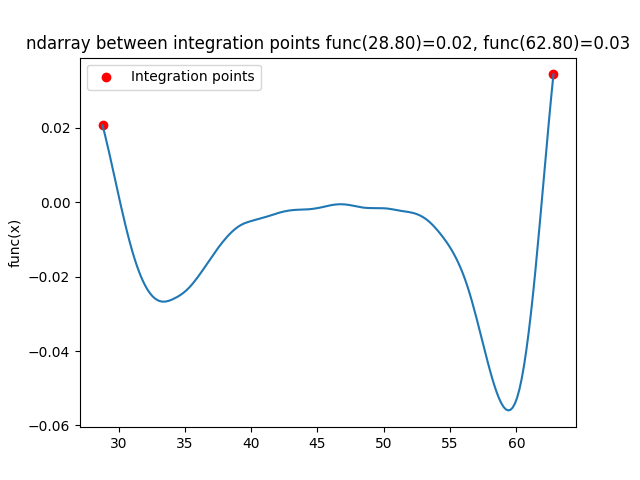 ndarray between integration points func(28.80)=0.02, func(62.80)=0.03
Integration points
func(x)
0.02
0.00
−0.02
−0.04
−0.06
30 35 40 45 50 55 60